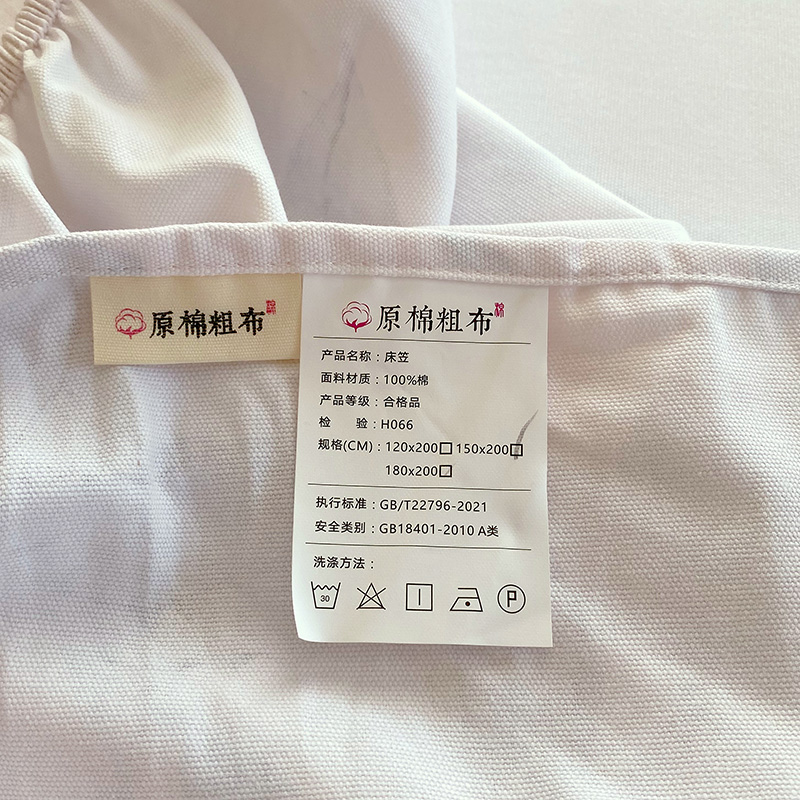 原棉粗布
原棉粗布 棉
产品名称：床笠
面料材质：100%棉
产品等级：合格品
检 验：H066
规格(CM)：120x200□ 150x200□
180x200□
执行标准：GB/T22796-2021
安全类别：GB18401-2010 A类
洗涤方法：
30
P